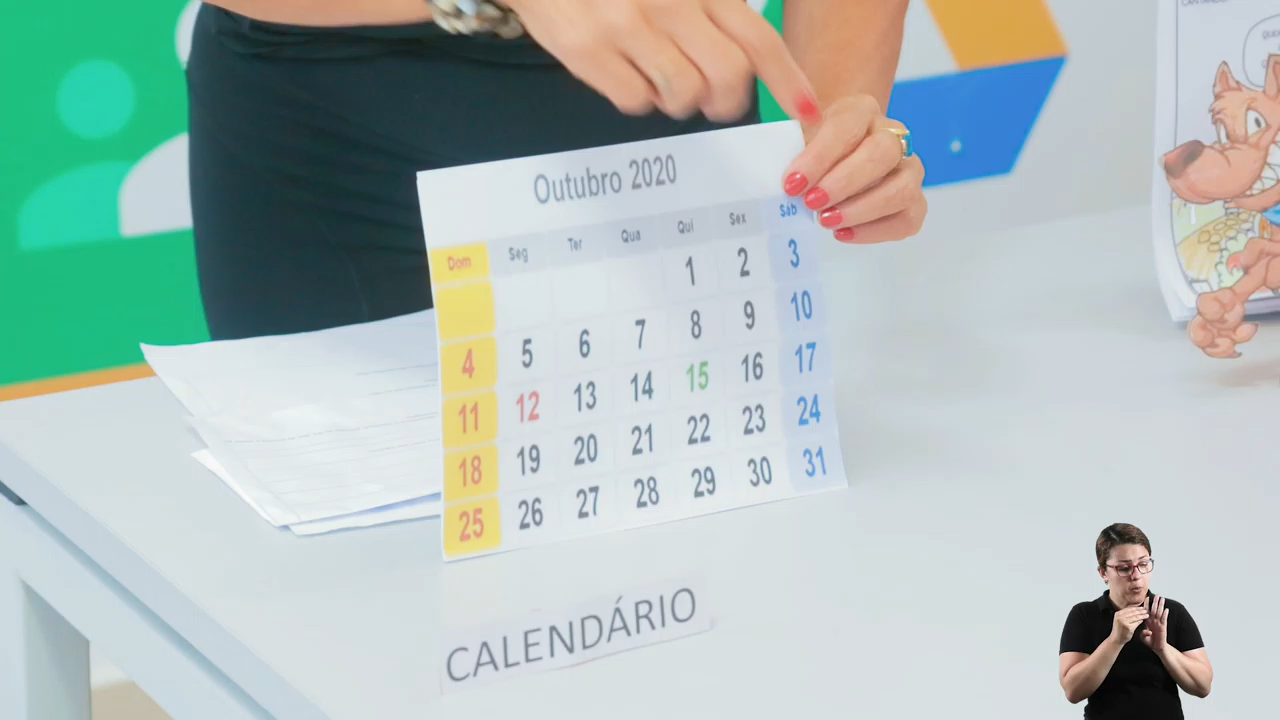 CANTANDO.
Outubro 2020
Dom Seg Ter Qua Qui Sex Sáb
1 2 3
4 5 6 7 8 9 10
11 12 13 14 15 16 17
18 19 20 21 22 23 24
25 26 27 28 29 30 31
CALENDÁRIO